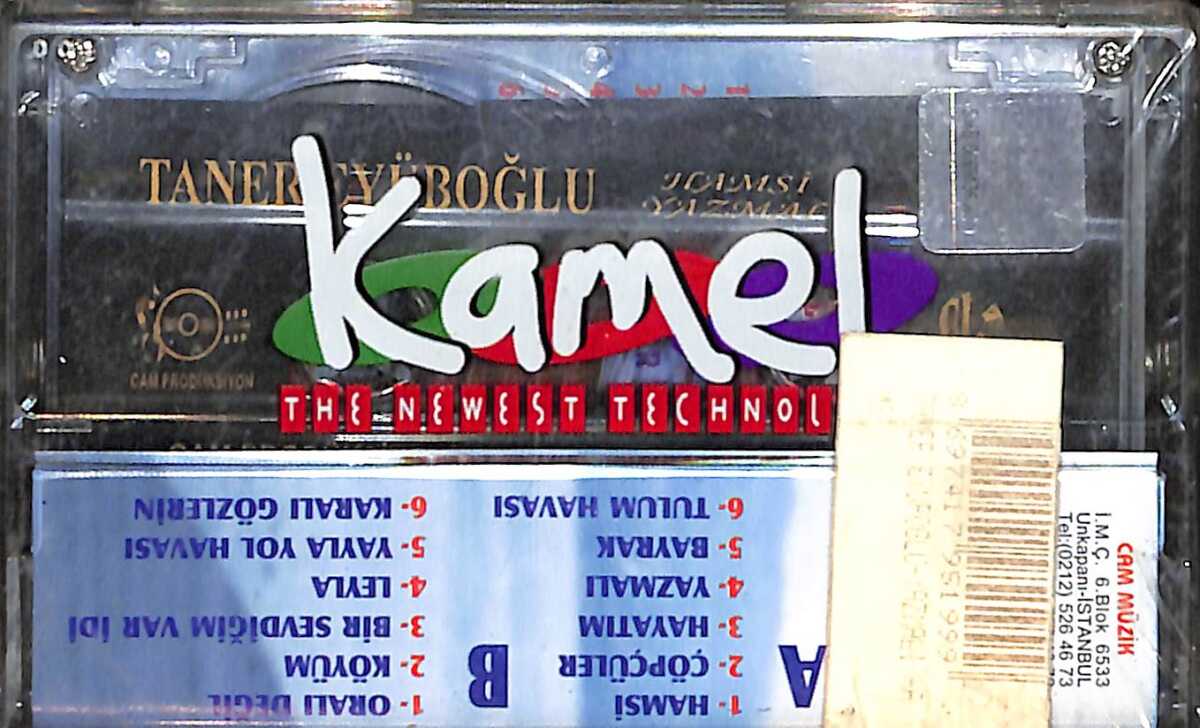 TANER EYÜBOĞLU
HAMSİ
Kamel
THE NEWEST TECHNOL
CAM PRODÜKSİYON
A
1- HAMSİ
2- ÇÖPÇÜLER
3- HAYATIM
4- YAZMALI
5- BAYRAK
6- TULUM HAVASI
B
1- ORALI DEĞİL
2- KÖYÜM
3- BİR SEVDİĞİM VAR İDİ
4- LEYLA
5- YAYLA YOL HAVASI
6- KARALI GÖZLERİN
CAM MÜZİK
İ.M.Ç. 6.Blok 6533
Unkapanı-İSTANBUL
Tel:(0212) 526 46 73